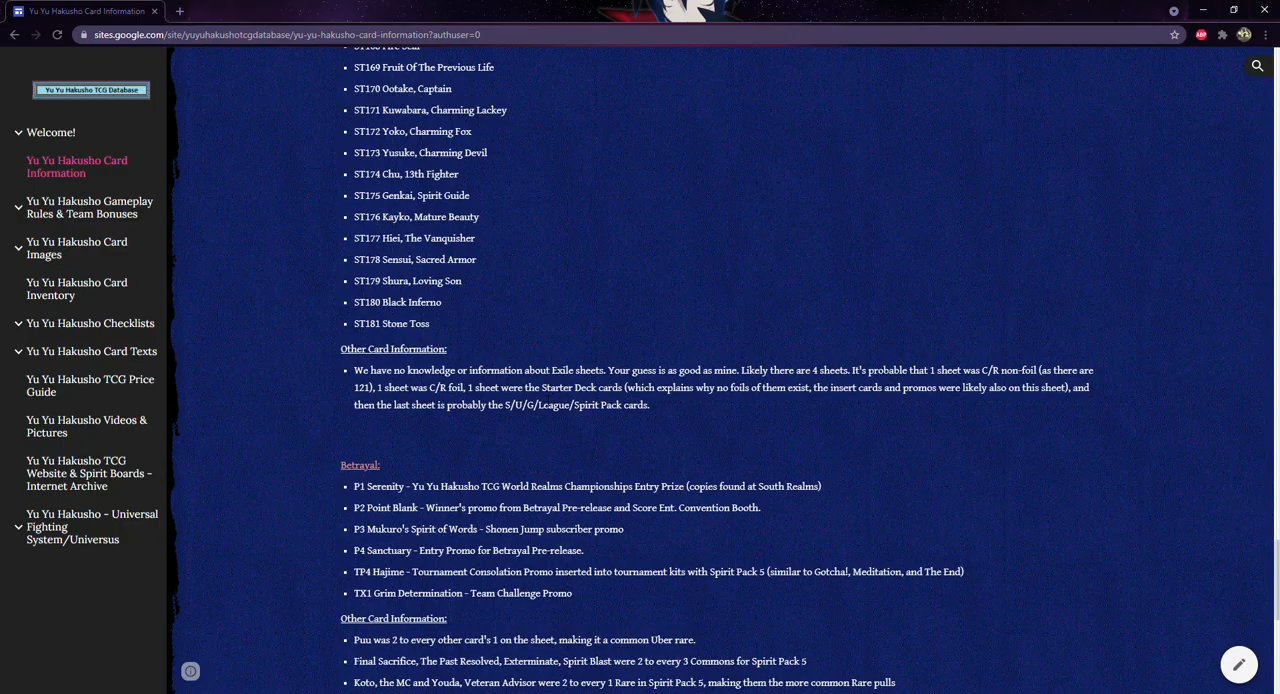 Yu Yu Hakusho Card Information
sites.google.com/site/yuyuhakushotcgdatabase/yu-yu-hakusho-card-information?authuser=0
ABP
Yu Yu Hakusho TCG Database
Welcome!
Yu Yu Hakusho Card
Information
Yu Yu Hakusho Gameplay
Rules & Team Bonuses
Yu Yu Hakusho Card
Images
Yu Yu Hakusho Card
Inventory
Yu Yu Hakusho Checklists
Yu Yu Hakusho Card Texts
Yu Yu Hakusho TCG Price
Guide
Yu Yu Hakusho Videos &
Pictures
Yu Yu Hakusho TCG
Website & Spirit Boards -
Internet Archive
Yu Yu Hakusho - Universal
Fighting
System/Universus
ST169 Fruit Of The Previous Life
ST170 Ootake, Captain
ST171 Kuwabara, Charming Lackey
ST172 Yoko, Charming Fox
ST173 Yusuke, Charming Devil
ST174 Chu, 13th Fighter
ST175 Genkai, Spirit Guide
ST176 Kayko, Mature Beauty
ST177 Hiei, The Vanquisher
ST178 Sensui, Sacred Armor
ST179 Shura, Loving Son
ST180 Black Inferno
ST181 Stone Toss
Other Card Information:
We have no knowledge or information about Exile sheets. Your guess is as good as mine. Likely there are 4 sheets. It's probable that 1 sheet was C/R non-foil (as there are
121), 1 sheet was C/R foil, 1 sheet were the Starter Deck cards (which explains why no foils of them exist, the insert cards and promos were likely also on this sheet), and
then the last sheet is probably the S/U/G/League/Spirit Pack cards.
Betrayal:
P1 Serenity - Yu Yu Hakusho TCG World Realms Championships Entry Prize (copies found at South Realms)
P2 Point Blank - Winner's promo from Betrayal Pre-release and Score Ent. Convention Booth.
P3 Mukuro's Spirit of Words - Shonen Jump subscriber promo
P4 Sanctuary - Entry Promo for Betrayal Pre-release.
TP4 Hajime - Tournament Consolation Promo inserted into tournament kits with Spirit Pack 5 (similar to Gotcha!, Meditation, and The End)
TX1 Grim Determination - Team Challenge Promo
Other Card Information:
Puu was 2 to every other card's 1 on the sheet, making it a common Uber rare.
Final Sacrifice, The Past Resolved, Exterminate, Spirit Blast were 2 to every 3 Commons for Spirit Pack 5
Koto, the MC and Youda, Veteran Advisor were 2 to every 1 Rare in Spirit Pack 5, making them the more common Rare pulls